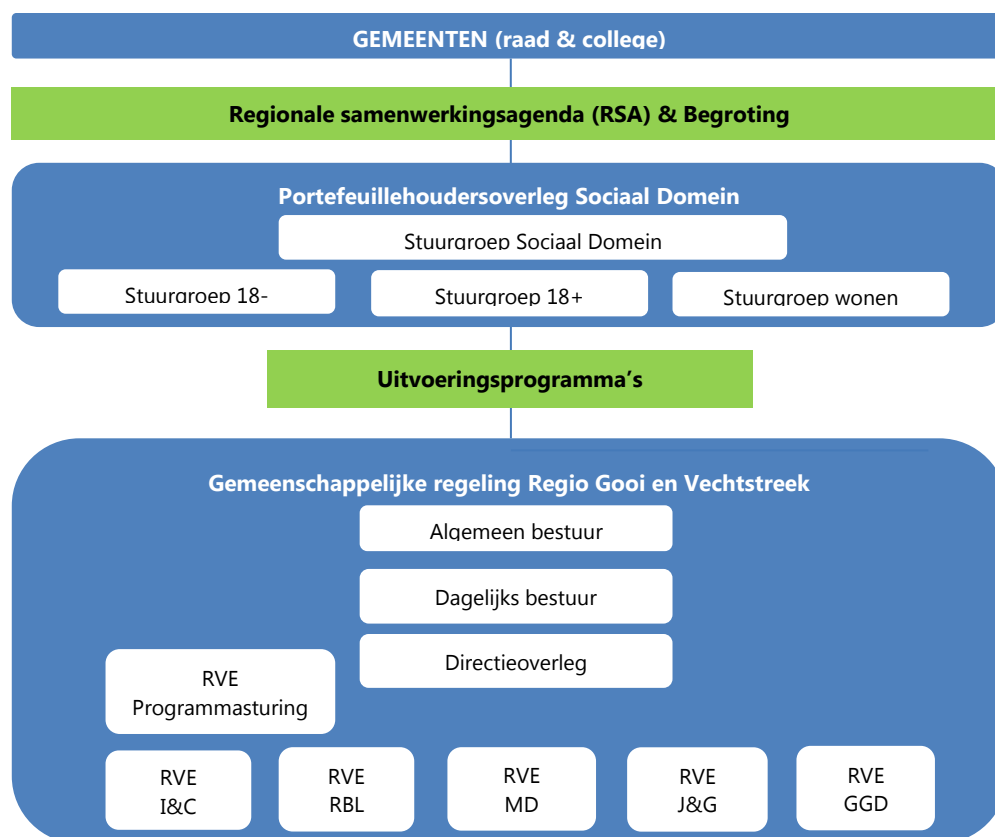 GEMEENTEN (raad & college)
Regionale samenwerkingsagenda (RSA) & Begroting
Portefeuillehoudersoverleg Sociaal Domein
Stuurgroep Sociaal Domein
Stuurgroep 18-
Stuurgroep 18+
Stuurgroep wonen
Uitvoeringsprogramma’s
Gemeenschappelijke regeling Regio Gooi en Vechtstreek
Algemeen bestuur
Dagelijks bestuur
Directieoverleg
RVE
Programmasturing
RVE
I&C
RVE
RBL
RVE
MD
RVE
J&G
RVE
GGD